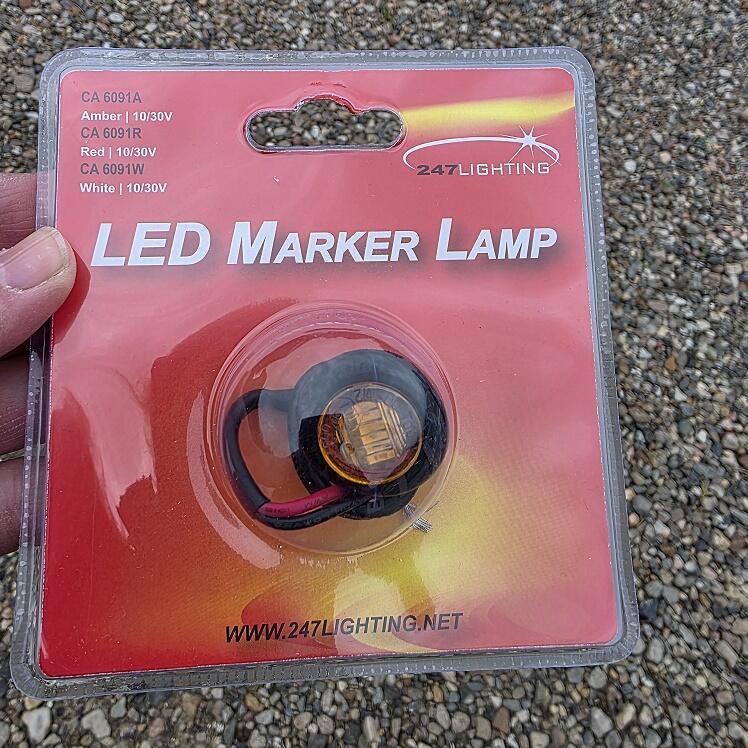 CA 6091A
Amber | 10/30V
CA 6091R
Red | 10/30V
CA 6091W
White | 10/30V
247LIGHTING
LED MARKER LAMP
WWW.247LIGHTING.NET